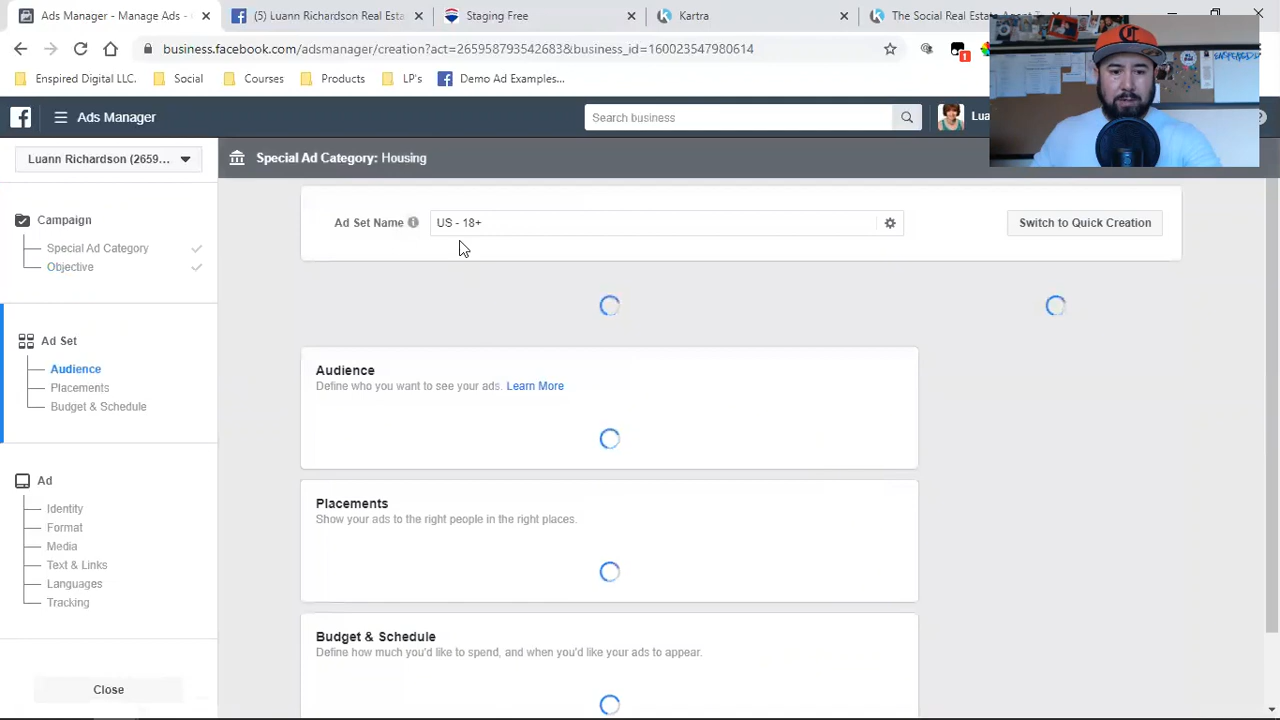 Ads Manager - Manage Ads -
(5) Luann Richardson Real Estate
Staging Free
Kartra
The Social Real Estate Agent T
business.facebook.com/adsmanager/creation?act=265958793542683&business_id=160023547980614
Enspired Digital LLC.
Social
Courses
Products
LP's
Demo Ad Examples...
Ads Manager
Search business
Lua
Luann Richardson (2659...
Special Ad Category: Housing
Campaign
Special Ad Category
Objective
Ad Set Name
US - 18+
Switch to Quick Creation
Ad Set
Audience
Placements
Budget & Schedule
Audience
Define who you want to see your ads. Learn More
Ad
Identity
Format
Media
Text & Links
Languages
Tracking
Placements
Show your ads to the right people in the right places.
Budget & Schedule
Define how much you'd like to spend, and when you'd like your ads to appear.
Close